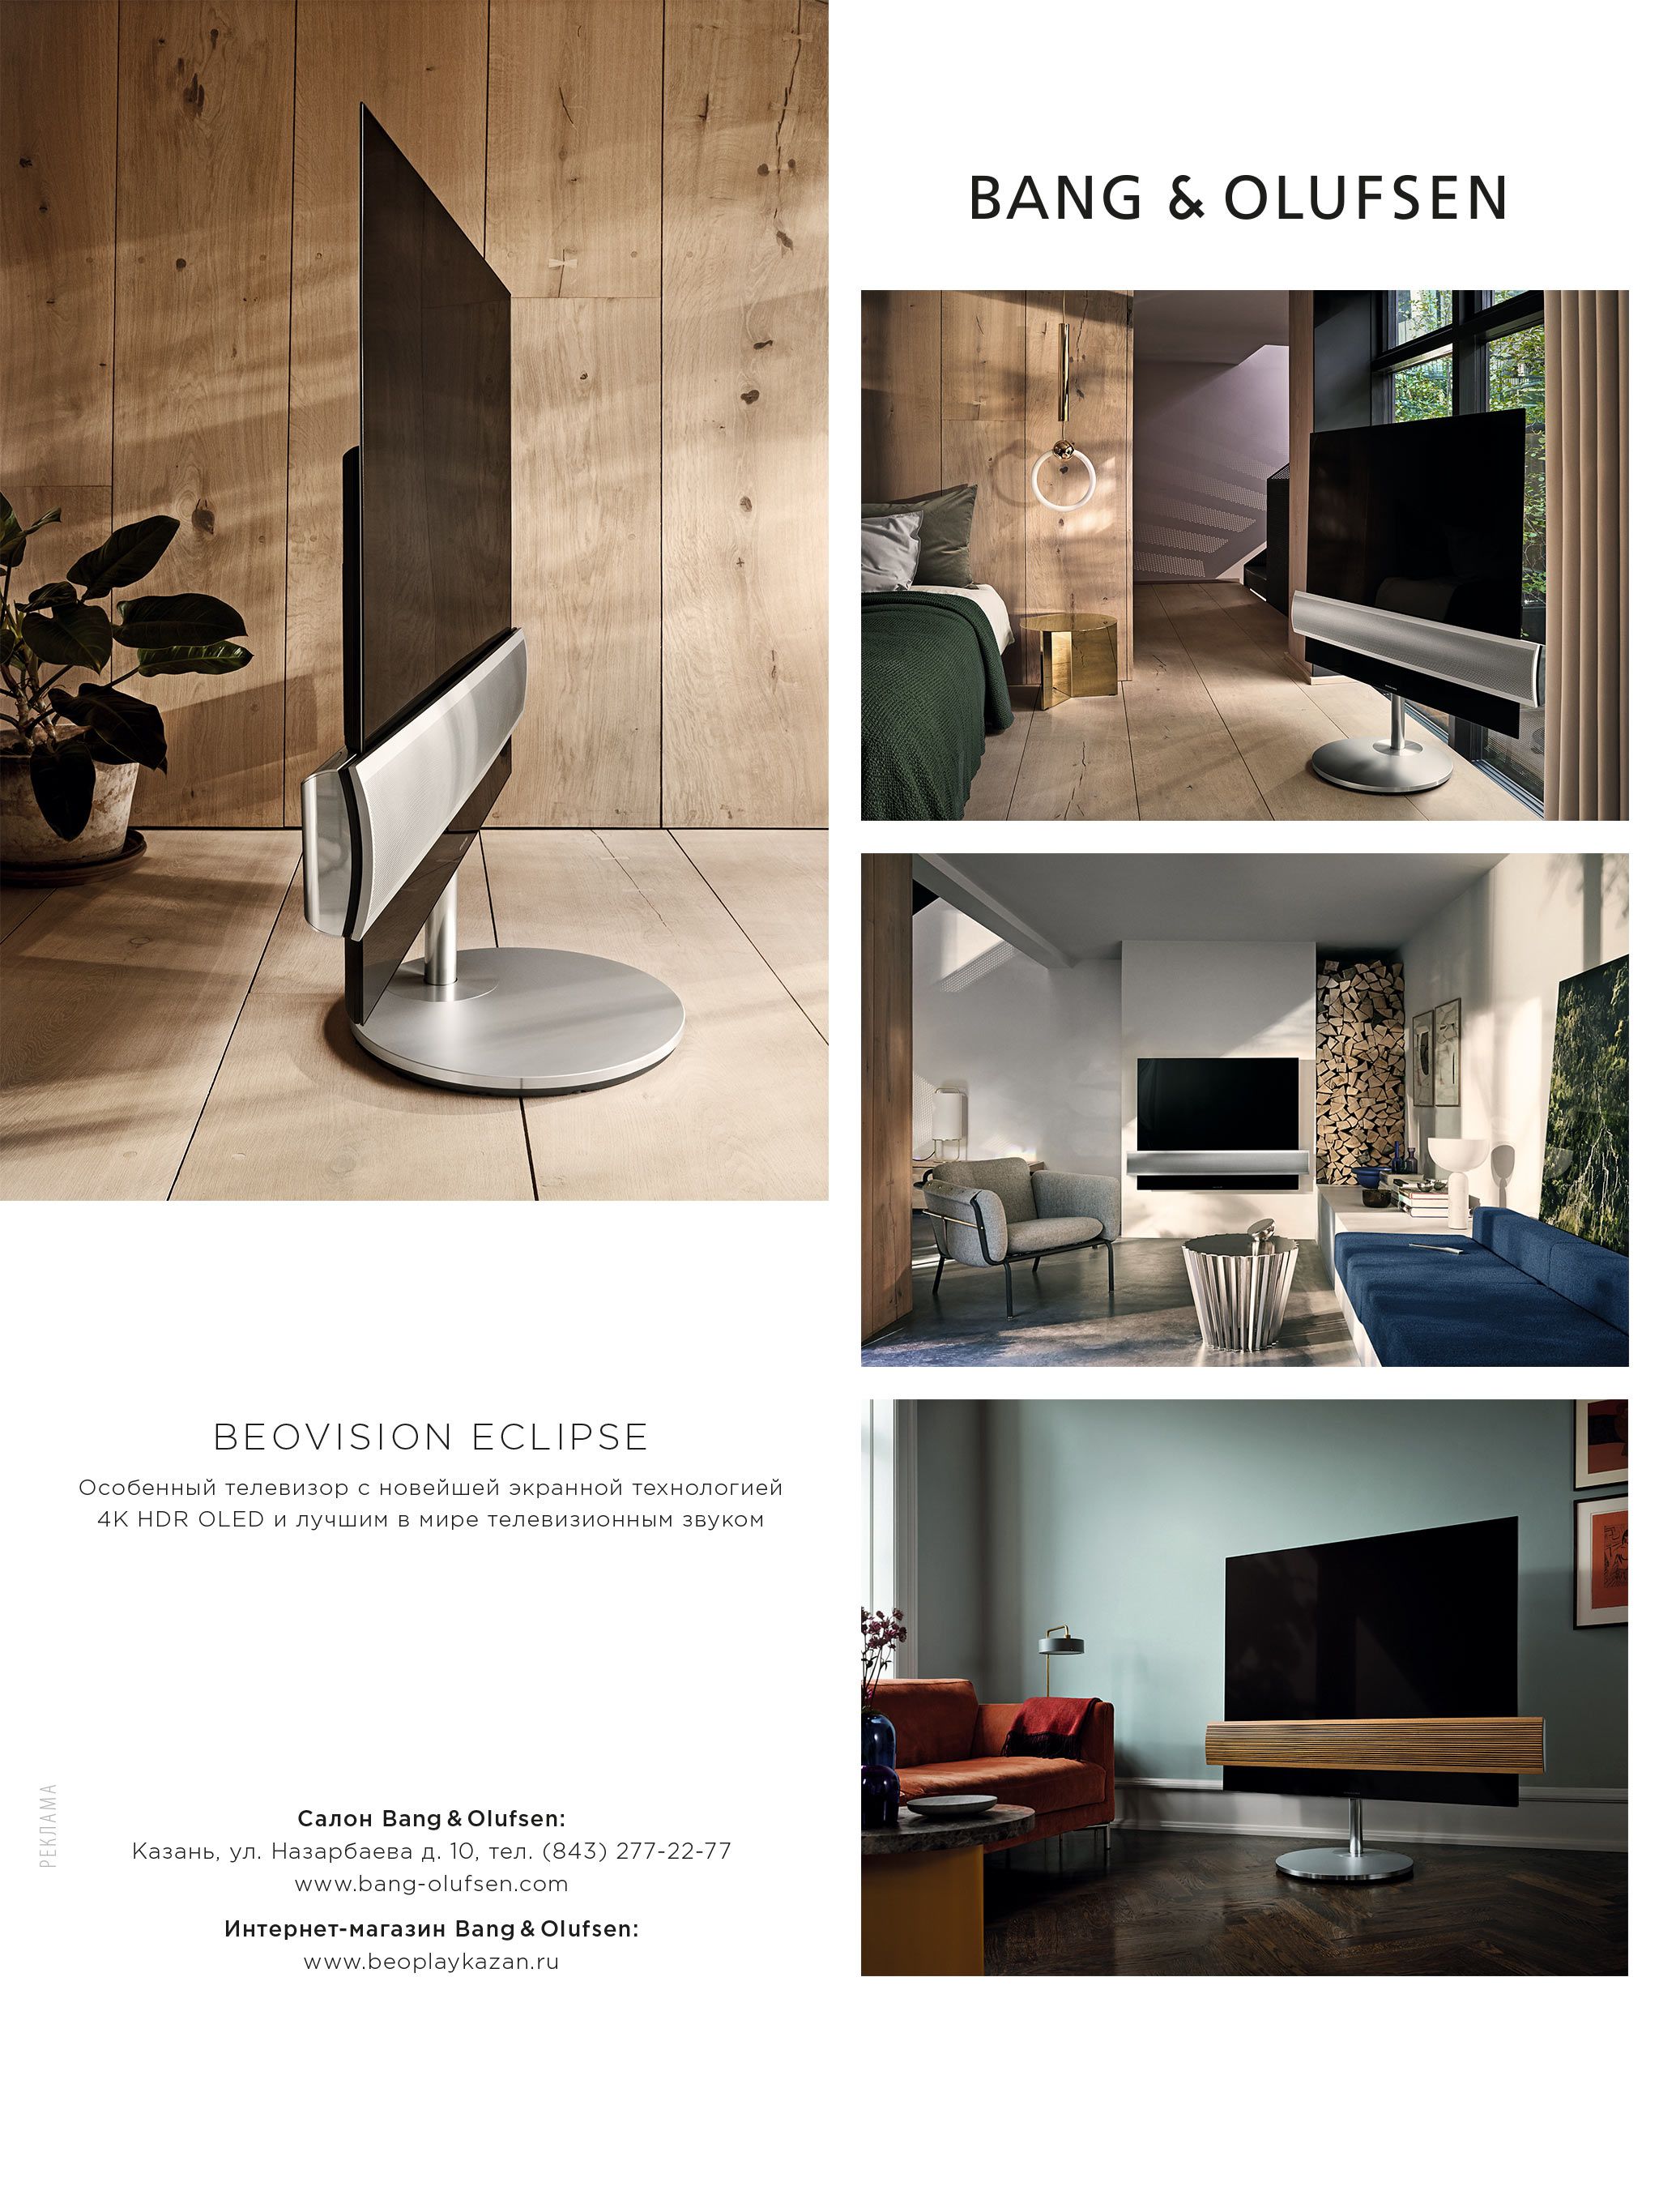 BANG & OLUFSEN
BEOVISION ECLIPSE
Особенный телевизор с новейшей экранной технологией
4K HDR OLED и лучшим в мире телевизионным звуком
РЕКЛАМА
Салон Bang & Olufsen:
Казань, ул. Назарбаева д. 10, тел. (843) 277-22-77
www.bang-olufsen.com
Интернет-магазин Bang & Olufsen:
www.beoplaykazan.ru